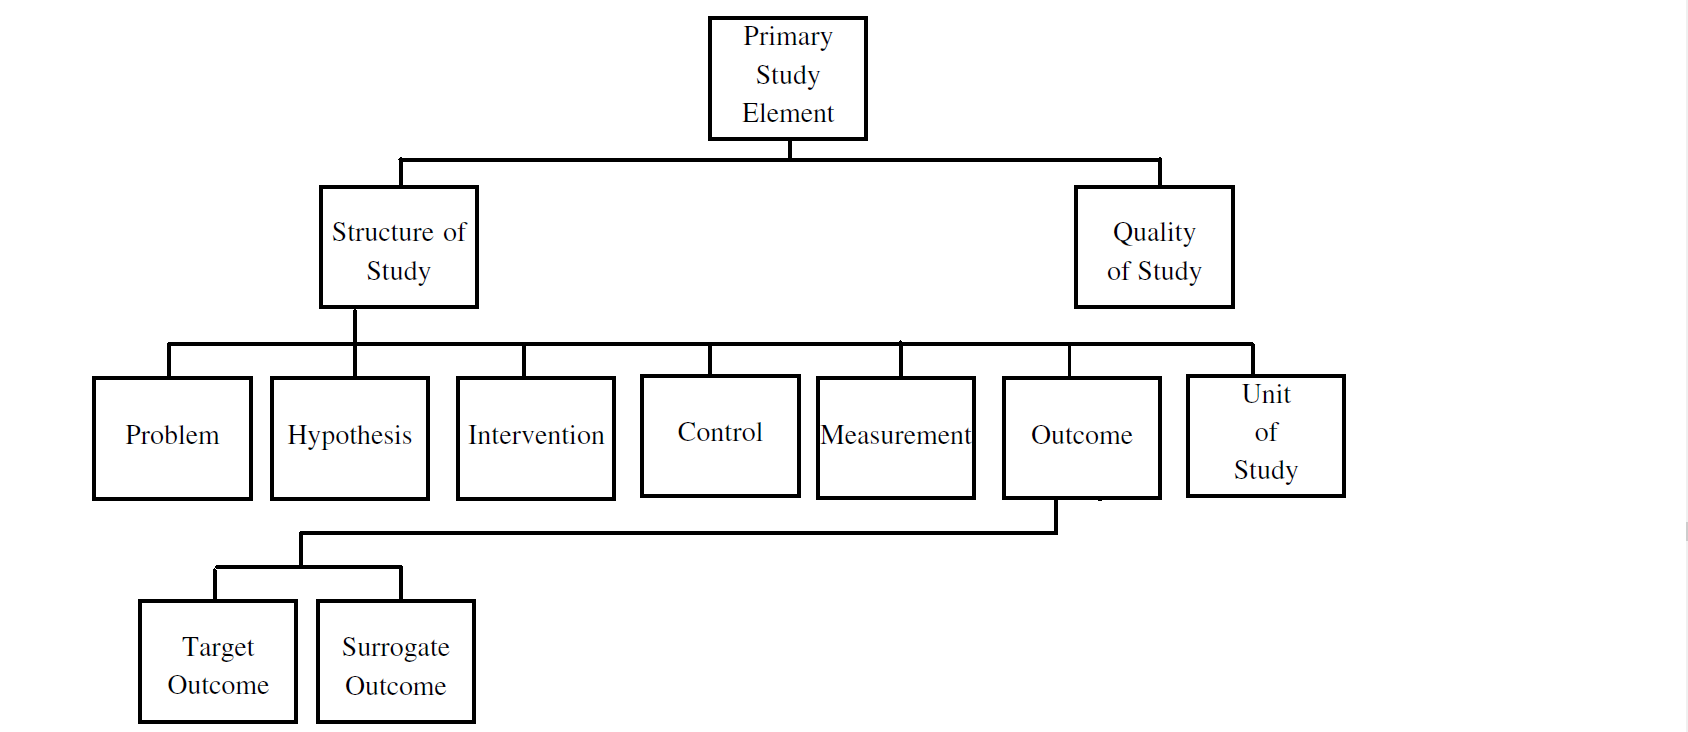 Primary
Study
Element
Structure of
Study
Quality
of Study
Problem
Hypothesis
Intervention
Control
Measurement
Outcome
Unit
of
Study
Target
Outcome
Surrogate
Outcome